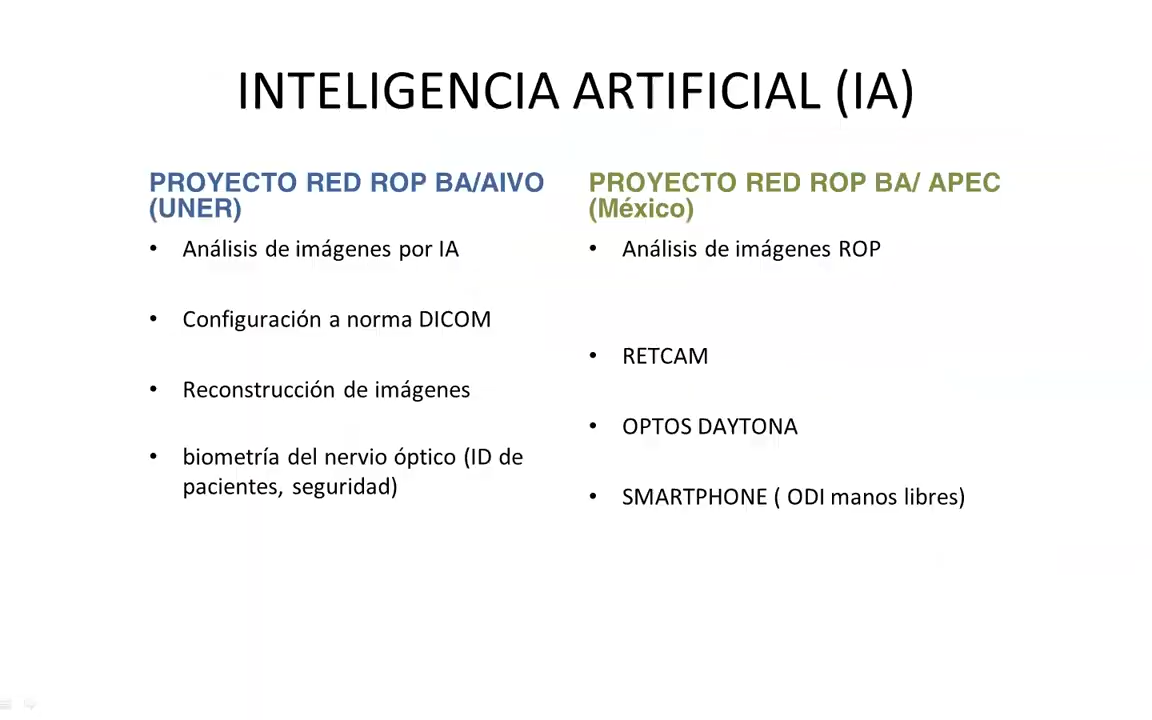 INTELIGENCIA ARTIFICIAL (IA)
PROYECTO RED ROP BA/AIVO
(UNER)
• Análisis de imágenes por IA
• Configuración a norma DICOM
• Reconstrucción de imágenes
• biometría del nervio óptico (ID de
pacientes, seguridad)
PROYECTO RED ROP BA/ APEC
(México)
• Análisis de imágenes ROP
• RETCAM
• OPTOS DAYTONA
• SMARTPHONE ( ODI manos libres)